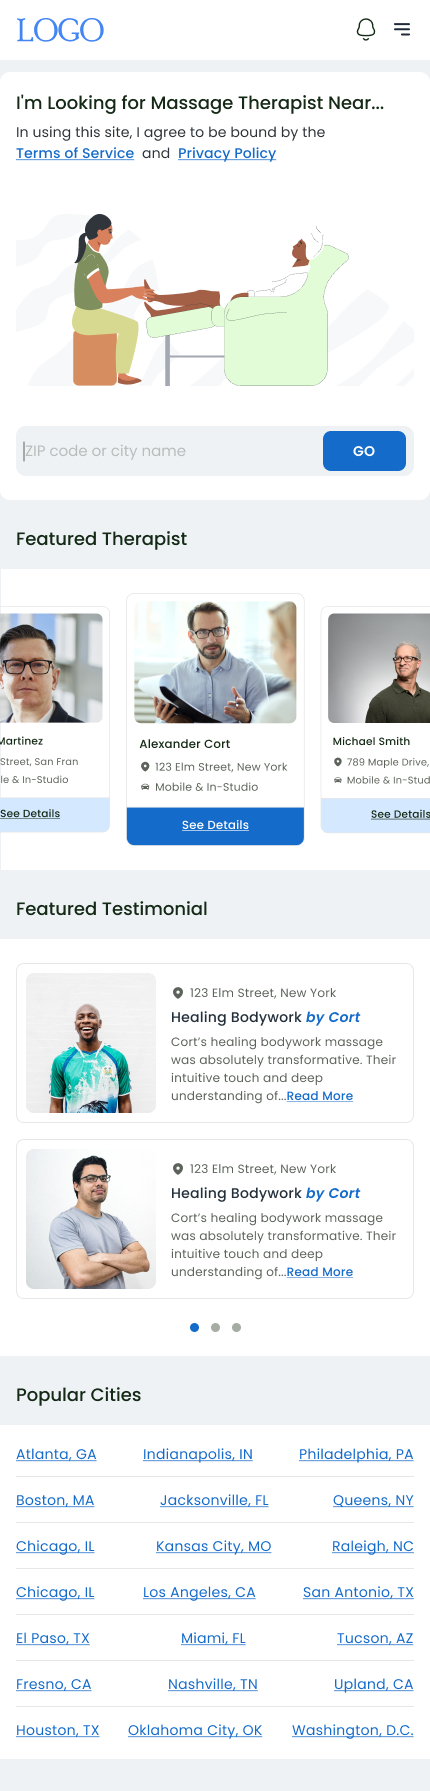 LOGO
I'm Looking for Massage Therapist Near...
In using this site, I agree to be bound by the
Terms of Service and Privacy Policy
ZIP code or city name
GO
Featured Therapist
Martinez
Street, San Fran
le & In-Studio
See Details
Alexander Cort
123 Elm Street, New York
Mobile & In-Studio
See Details
Michael Smith
789 Maple Drive,
Mobile & In-Stud
See Details
Featured Testimonial
123 Elm Street, New York
Healing Bodywork by Cort
Cort's healing bodywork massage
was absolutely transformative. Their
intuitive touch and deep
understanding of...Read More
123 Elm Street, New York
Healing Bodywork by Cort
Cort's healing bodywork massage
was absolutely transformative. Their
intuitive touch and deep
understanding of...Read More
Popular Cities
Atlanta, GA Indianapolis, IN Philadelphia, PA
Boston, MA Jacksonville, FL Queens, NY
Chicago, IL Kansas City, MO Raleigh, NC
Chicago, IL Los Angeles, CA San Antonio, TX
El Paso, TX Miami, FL Tucson, AZ
Fresno, CA Nashville, TN Upland, CA
Houston, TX Oklahoma City, OK Washington, D.C.